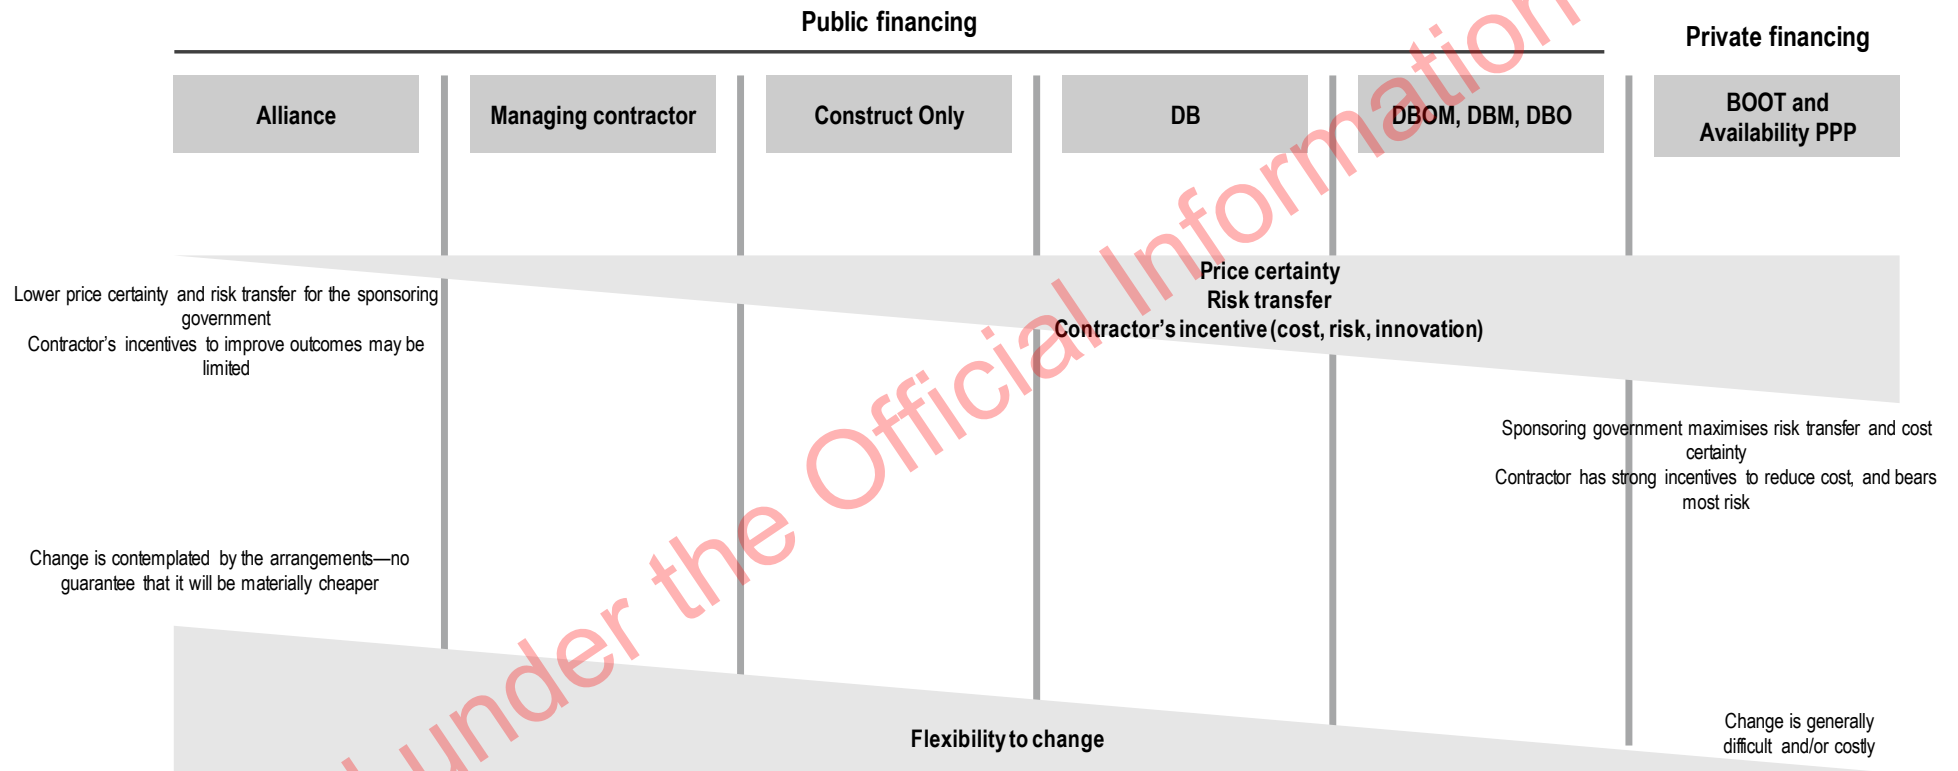 Public financing
Private financing
Alliance
Managing contractor
Construct Only
DB
DBOM, DBM, DBO
BOOT and
Availability PPP
Price certainty
Risk transfer
Contractor's incentive (cost, risk, innovation)
Lower price certainty and risk transfer for the sponsoring
government
Contractor's incentives to improve outcomes may be
limited
Sponsoring government maximises risk transfer and cost
certainty
Contractor has strong incentives to reduce cost, and bears
most risk
Change is contemplated by the arrangements—no
guarantee that it will be materially cheaper
Flexibility to change
Change is generally
difficult and/or costly
under the Official Information